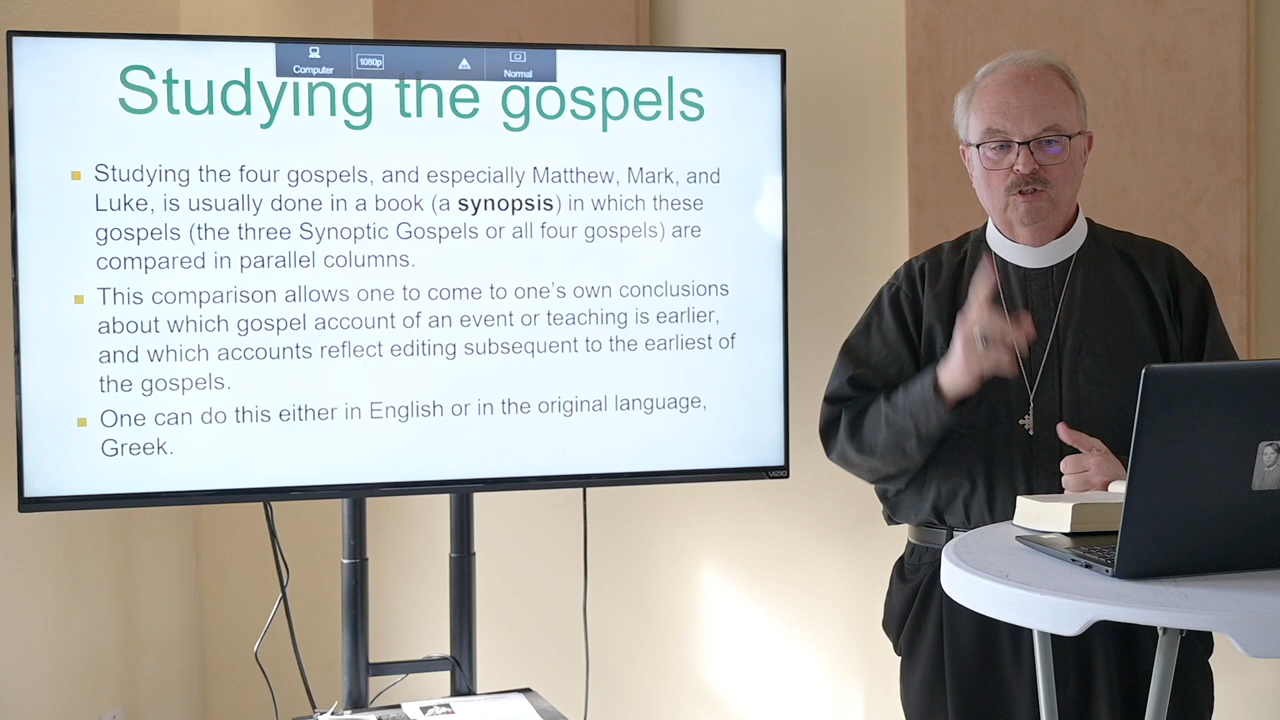 Computer
1080p
Normal
Studying the gospels
Studying the four gospels, and especially Matthew, Mark, and
Luke, is usually done in a book (a synopsis) in which these
gospels (the three Synoptic Gospels or all four gospels) are
compared in parallel columns.
This comparison allows one to come to one’s own conclusions
about which gospel account of an event or teaching is earlier,
and which accounts reflect editing subsequent to the earliest of
the gospels.
One can do this either in English or in the original language,
Greek.
VIZIO